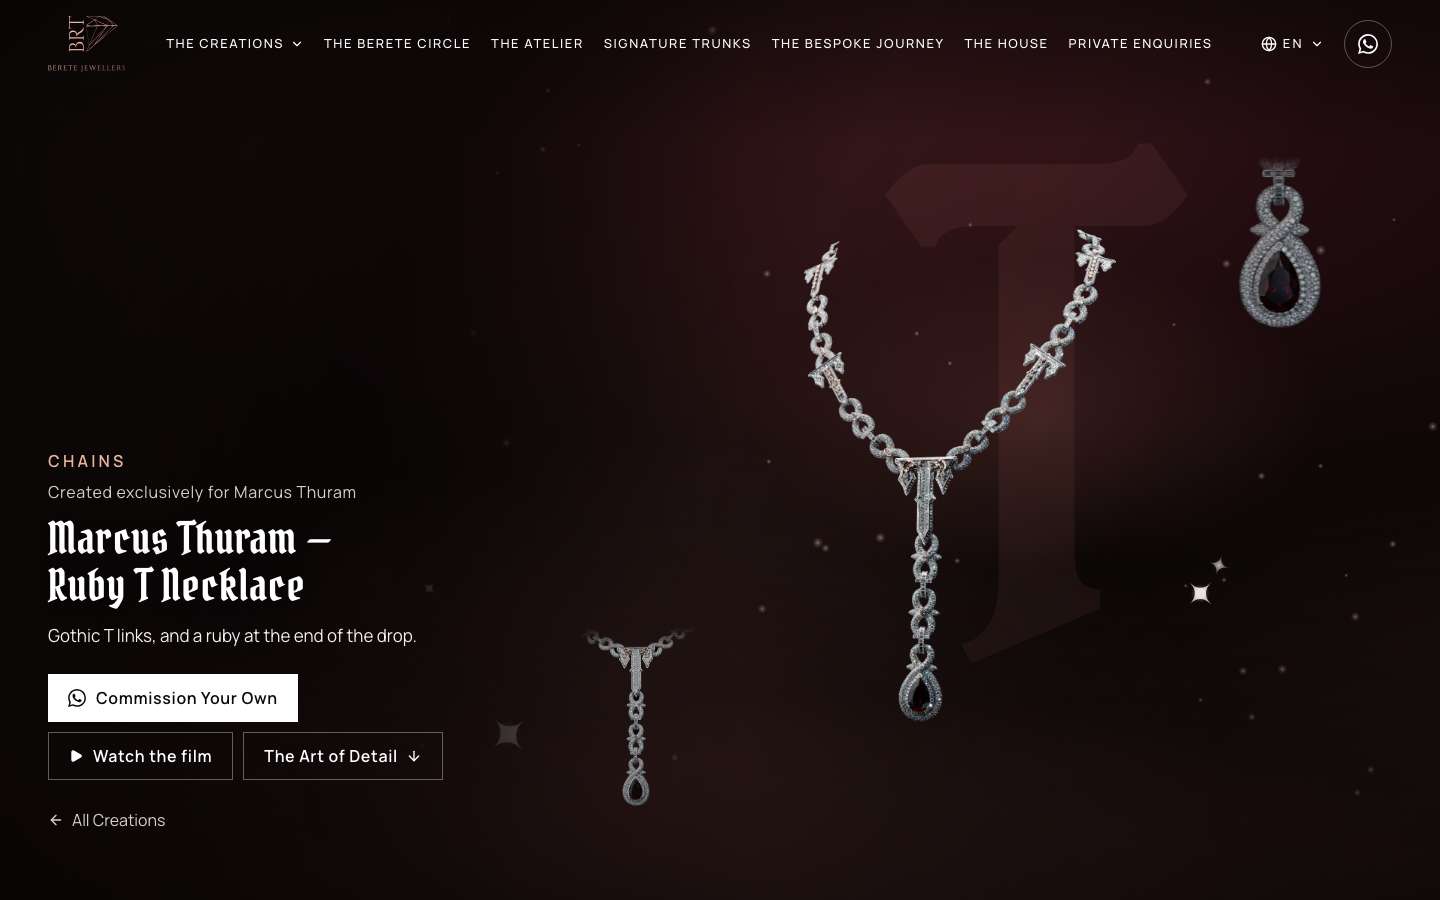 BRT
BERETE JEWELLERS
THE CREATIONS
THE BERETE CIRCLE
THE ATELIER
SIGNATURE TRUNKS
THE BESPOKE JOURNEY
THE HOUSE
PRIVATE ENQUIRIES
EN
T
CHAINS
Created exclusively for Marcus Thuram
Marcus Thuram –
Ruby T Necklace
Gothic T links, and a ruby at the end of the drop.
Commission Your Own
Watch the film
The Art of Detail
All Creations